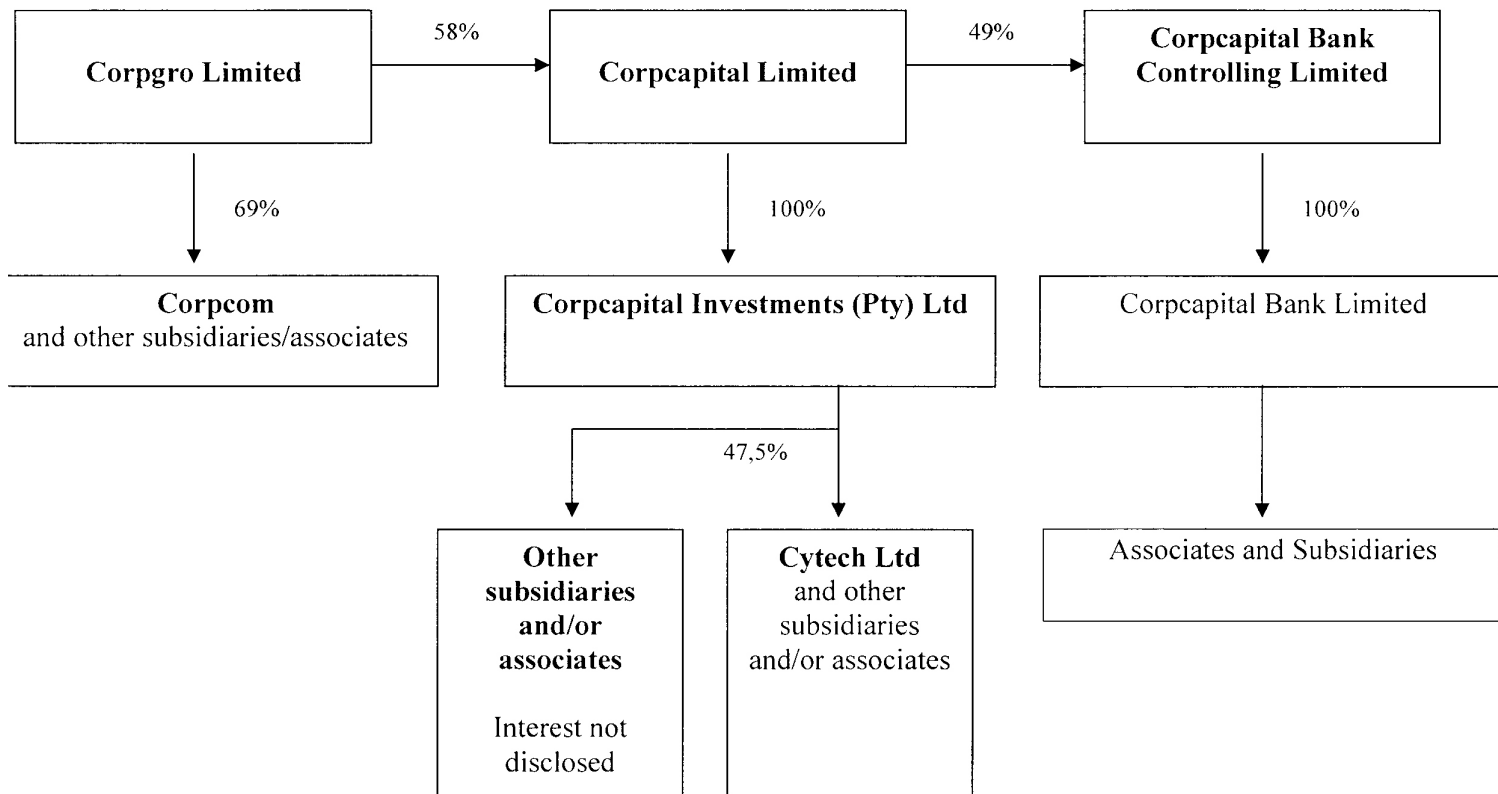 58%
49%
Corpgro Limited
Corpcapital Limited
Corpcapital Bank
Controlling Limited
69%
100%
100%
Corpcom
and other subsidiaries/associates
Corpcapital Investments (Pty) Ltd
Corpcapital Bank Limited
47,5%
Other
subsidiaries
and/or
associates
Interest not
disclosed
Cytech Ltd
and other
subsidiaries
and/or associates
Associates and Subsidiaries